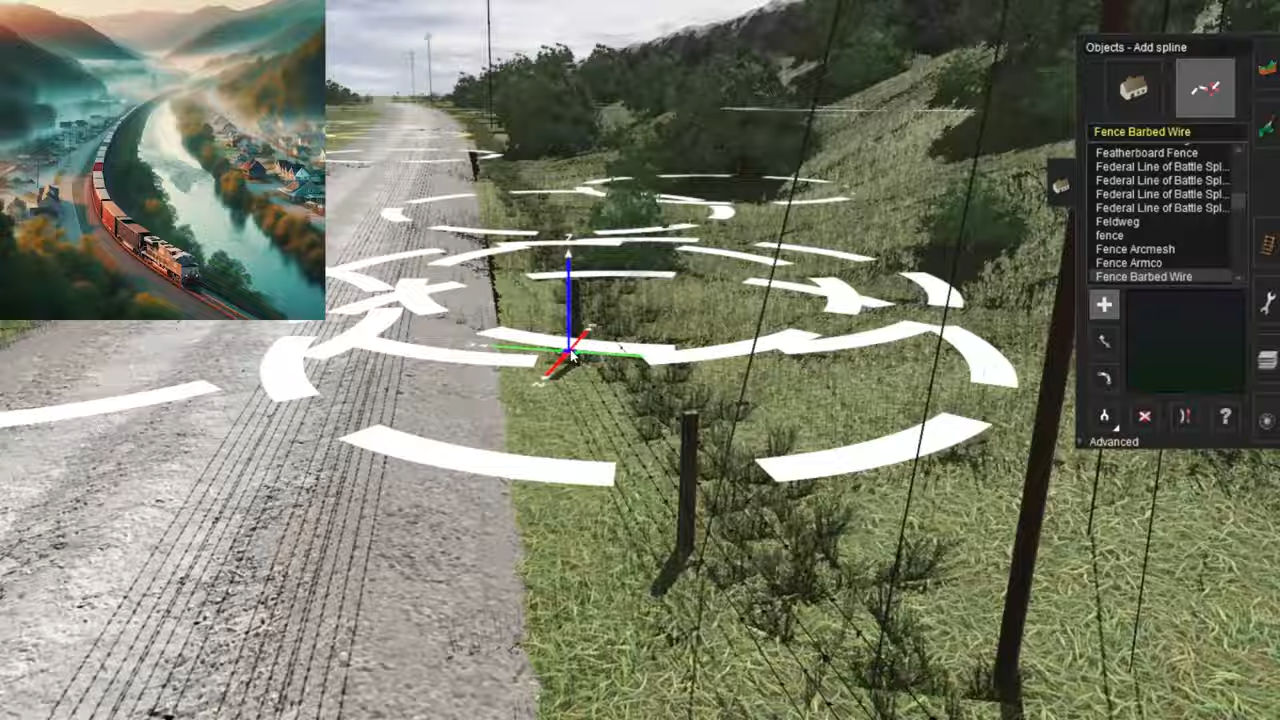 Objects - Add spline
Fence Barbed Wire
Featherboard Fence
Federal Line of Battle Spl...
Federal Line of Battle Spl...
Federal Line of Battle Spl...
Federal Line of Battle Spl...
Feldweg
fence
Fence Arcmesh
Fence Armco
Fence Barbed Wire
Advanced